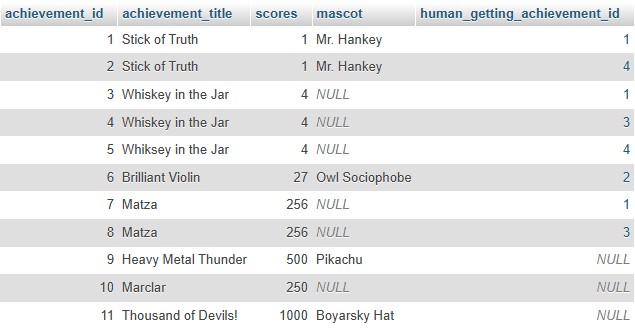 achievement_id achievement_title scores mascot human_getting_achievement_id
1 Stick of Truth 1 Mr. Hankey 1
2 Stick of Truth 1 Mr. Hankey 4
3 Whiskey in the Jar 4 NULL 1
4 Whiskey in the Jar 4 NULL 3
5 Whiksey in the Jar 4 NULL 4
6 Brilliant Violin 27 Owl Sociophobe 2
7 Matza 256 NULL 1
8 Matza 256 NULL 3
9 Heavy Metal Thunder 500 Pikachu NULL
10 Marclar 250 NULL NULL
11 Thousand of Devils! 1000 Boyarsky Hat NULL